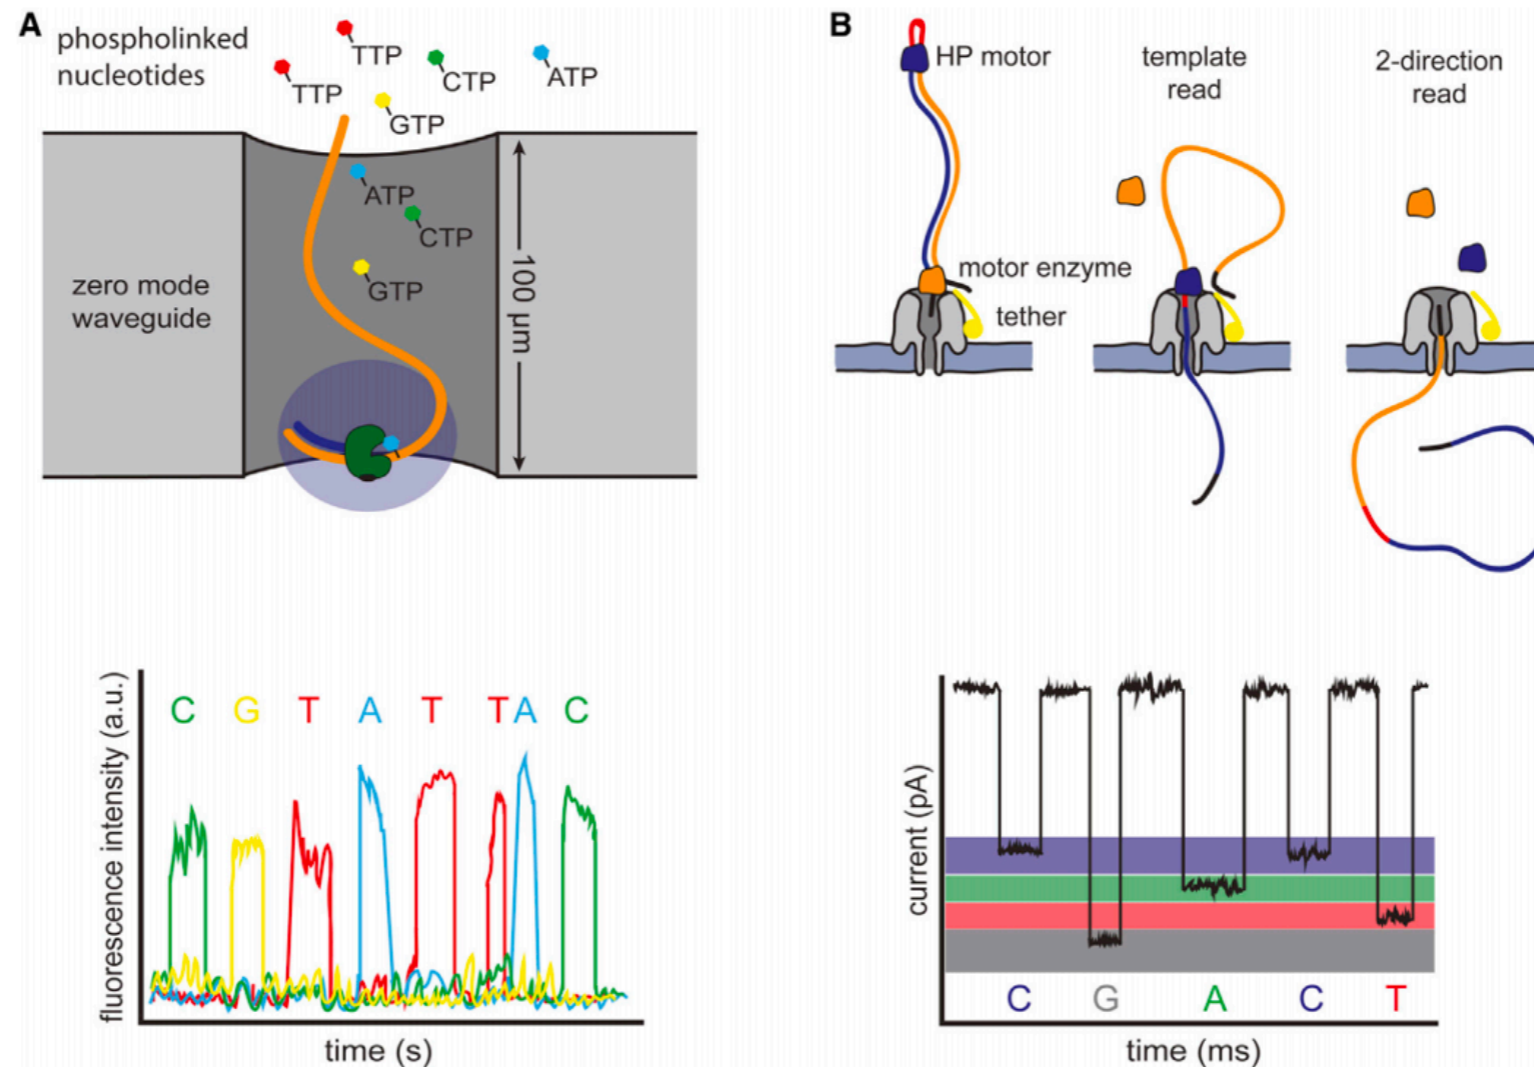 A
phospholinked
nucleotides
TTP
TTP
CTP
ATP
GTP
ATP
CTP
GTP
zero mode
waveguide
100 μm
fluorescence intensity (a.u.)
C G T A T T A C
time (s)
B
HP motor
template
read
2-direction
read
motor enzyme
tether
current (pA)
C G A C T
time (ms)